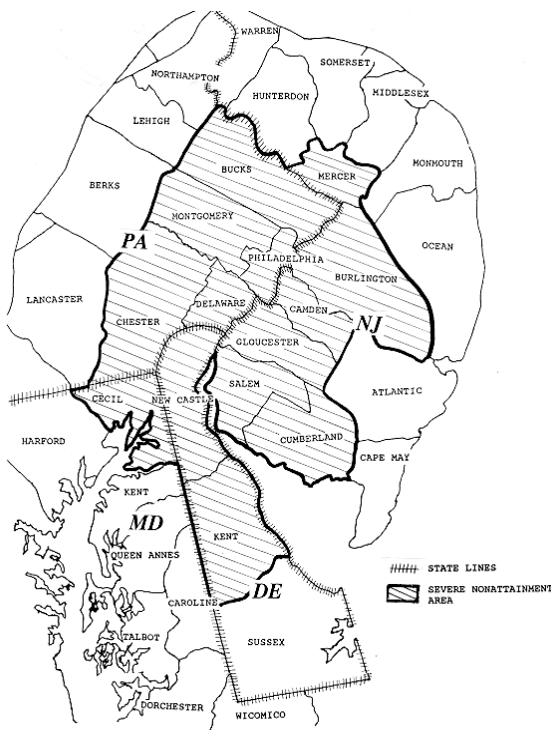 WARREN
SOMERSET
NORTHAMPTON
HUNTERDON
MIDDLESEX
LEHIGH
MONMOUTH
BUCKS
MERCER
BERKS
MONTGOMERY
PA
OCEAN
PHILADELPHIA
BURLINGTON
LANCASTER
DELAWARE
CAMDEN
CHESTER
NJ
GLOUCESTER
SALEM
ATLANTIC
CECIL
NEW CASTLE
HARFORD
CUMBERLAND
CAPE MAY
KENT
MD
KENT
QUEEN ANNES
STATE LINES
DE
SEVERE NONATTAINMENT
AREA
CAROLINE
TALBOT
SUSSEX
DORCHESTER
WICOMICO